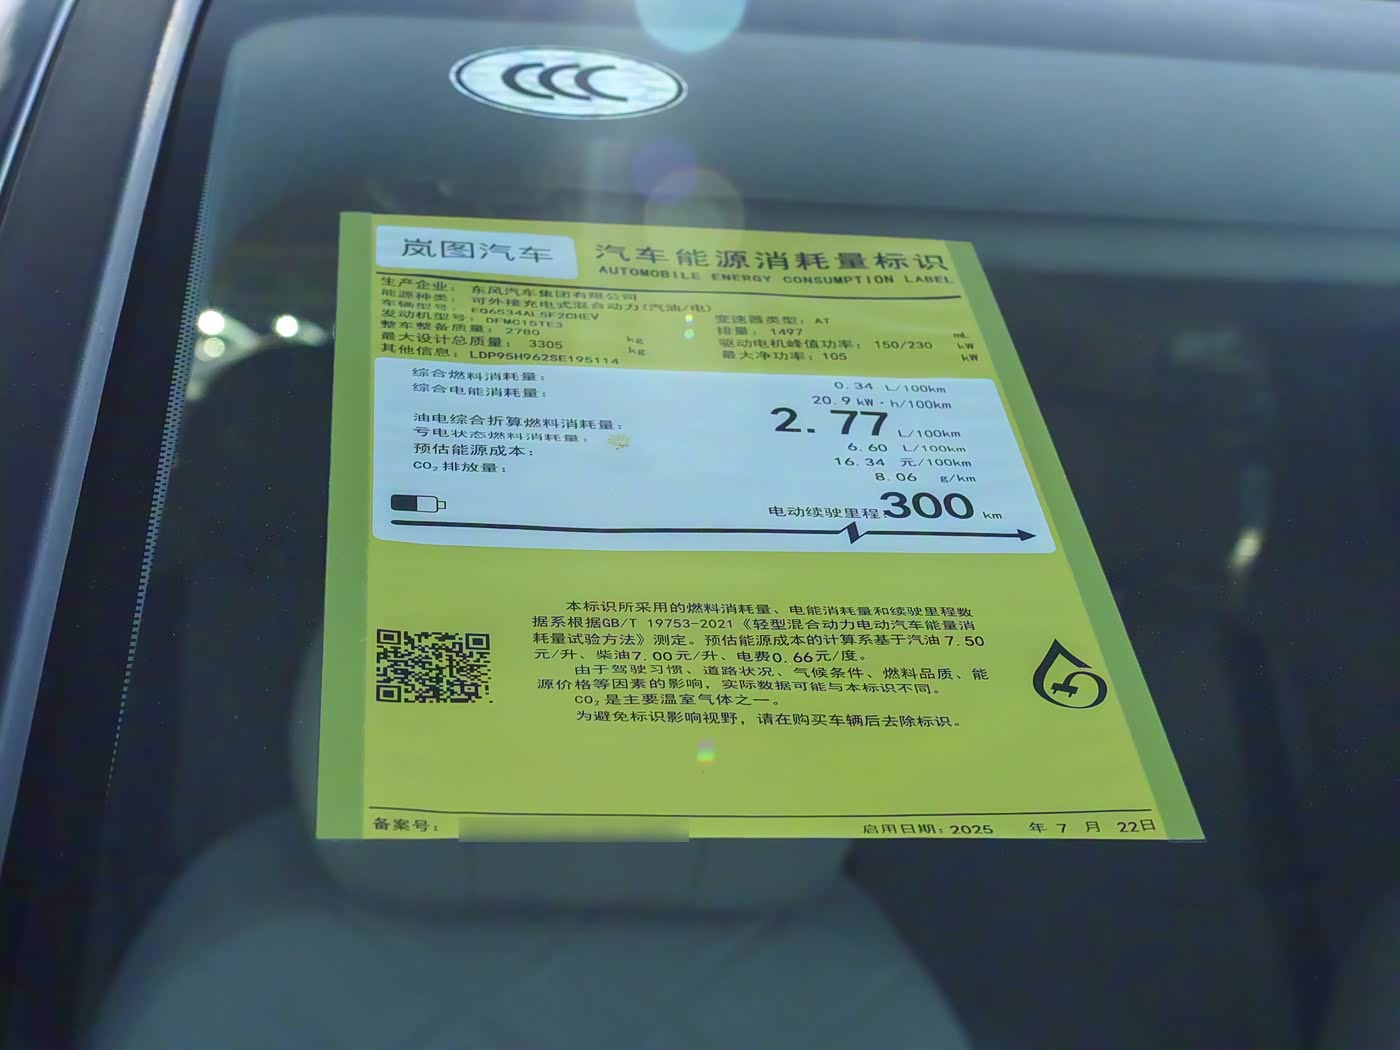 CCC
岚图汽车
汽车能源消耗量标识
AUTOMOBILE ENERGY CONSUMPTION LABEL
生产企业: 东风汽车集团有限公司
能源种类: 可外接充电式混合动力(汽油/电)
车辆型号: EQ6534AL5F2CHEV
变速器类型: AT
发动机型号: DFMC15TE3
排量: 1497 mL
整车整备质量: 2780 kg
驱动电机峰值功率: 150/230 kW
最大设计总质量: 3305 kg
最大净功率: 105 kW
其他信息: LDP95H962SE195114
综合燃料消耗量: 0.34 L/100km
综合电能消耗量: 20.9 kW·h/100km
油电综合折算燃料消耗量: 2.77 L/100km
亏电状态燃料消耗量: 6.60 L/100km
预估能源成本: 16.34 元/100km
CO₂排放量: 8.06 g/km
电动续驶里程: 300 km
本标识所采用的燃料消耗量、电能消耗量和续驶里程数
据系根据GB/T 19753-2021《轻型混合动力电动汽车能量消
耗量试验方法》测定。预估能源成本的计算系基于汽油7.50
元/升、柴油7.00元/升、电费0.66元/度。
由于驾驶习惯、道路状况、气候条件、燃料品质、能
源价格等因素的影响，实际数据可能与本标识不同。
CO₂是主要温室气体之一。
为避免标识影响视野，请在购买车辆后去除标识。
备案号:
启用日期: 2025 年 7 月 22日